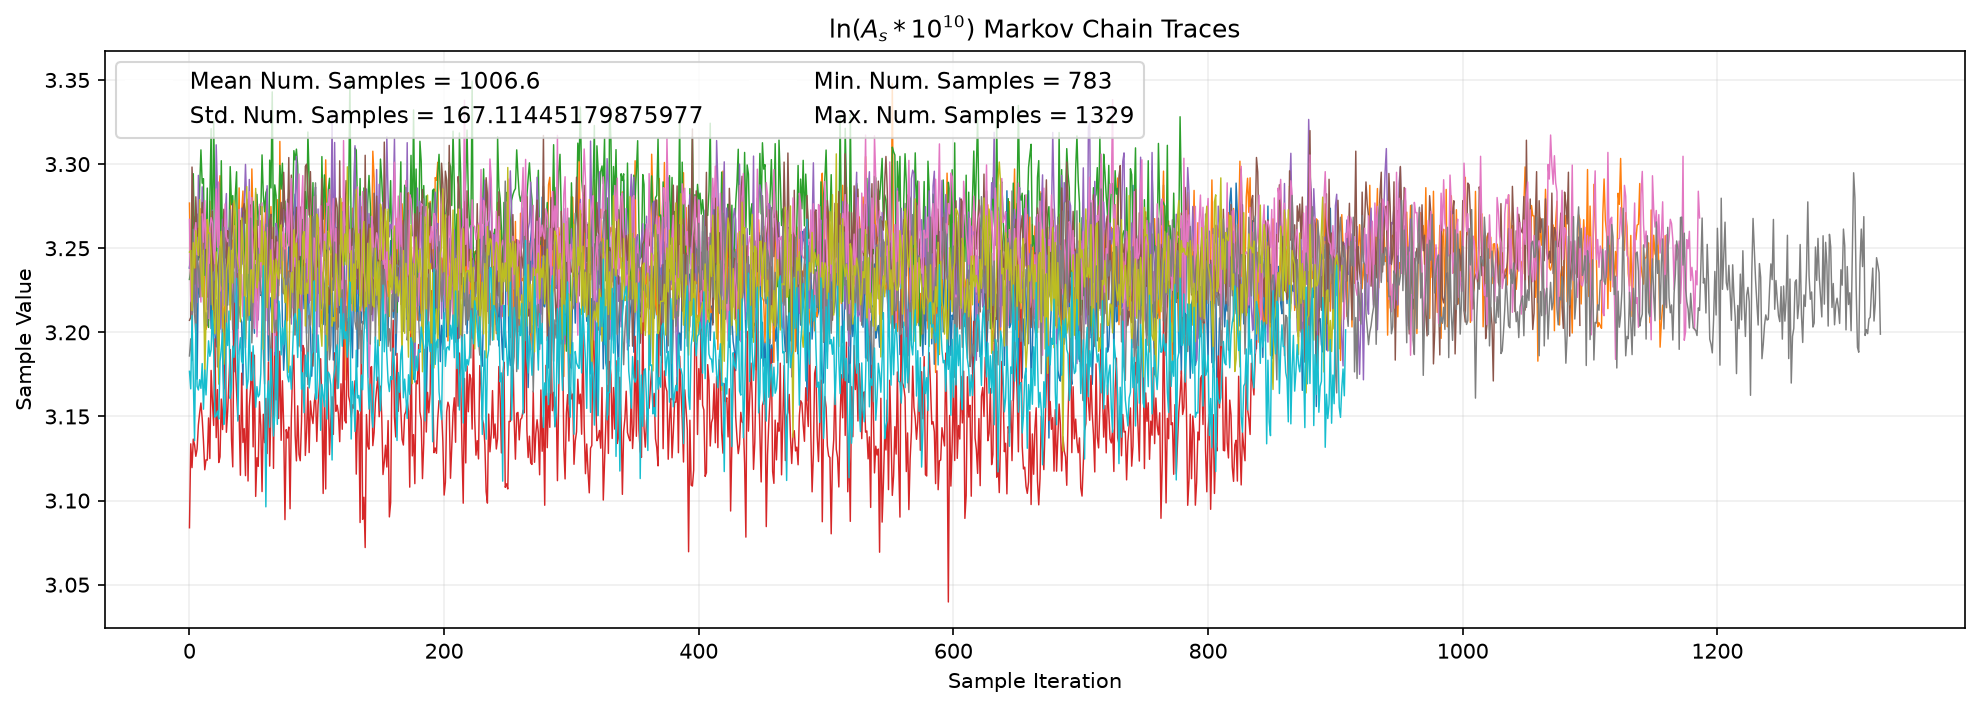 ln(A_s * 10^10) Markov Chain Traces
Mean Num. Samples = 1006.6
Std. Num. Samples = 167.11445179875977
Min. Num. Samples = 783
Max. Num. Samples = 1329
Sample Value
3.35
3.30
3.25
3.20
3.15
3.10
3.05
0 200 400 600 800 1000 1200
Sample Iteration